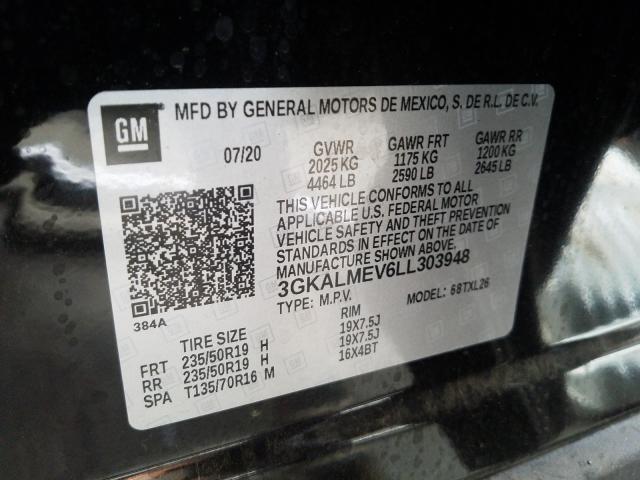 GM
MFD BY GENERAL MOTORS DE MEXICO, S. DE R.L. DE C.V.
07/20
GVWR
2025 KG
4464 LB
GAWR FRT
1175 KG
2590 LB
GAWR RR
1200 KG
2645 LB
THIS VEHICLE CONFORMS TO ALL
APPLICABLE U.S. FEDERAL MOTOR
VEHICLE SAFETY AND THEFT PREVENTION
STANDARDS IN EFFECT ON THE DATE OF
MANUFACTURE SHOWN ABOVE.
3GKALMEV6LL303948
TYPE: M.P.V. MODEL: 68TXL26
384A
TIRE SIZE RIM
FRT 235/50R19 H 19X7.5J
RR 235/50R19 H 19X7.5J
SPA T135/70R16 M 16X4BT